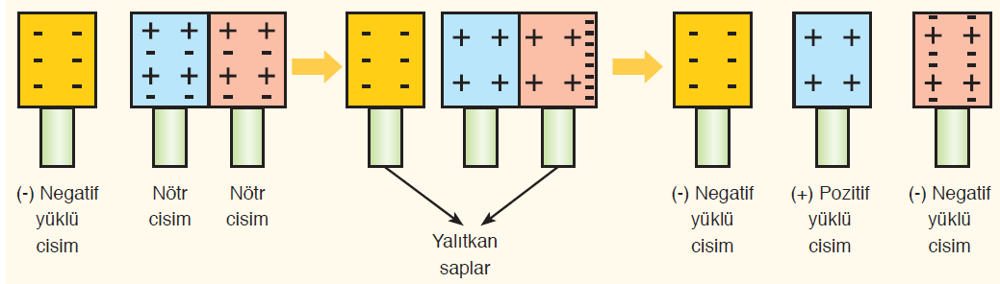 (-) Negatif
yüklü
cisim
Nötr
cisim
Nötr
cisim
Yalıtkan
saplar
(-) Negatif
yüklü
cisim
(+) Pozitif
yüklü
cisim
(-) Negatif
yüklü
cisim